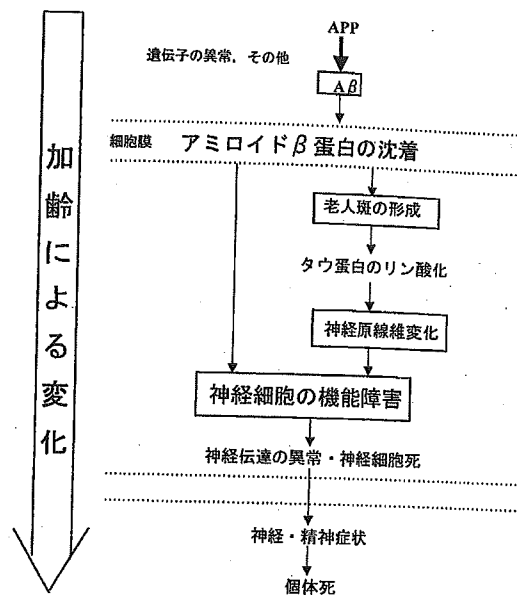 APP
遺伝子の異常,その他
Aβ
細胞膜
アミロイドβ蛋白の沈着
老人斑の形成
タウ蛋白のリン酸化
神経原線維変化
神経細胞の機能障害
神経伝達の異常・神経細胞死
神経・精神症状
個体死
加齢による変化